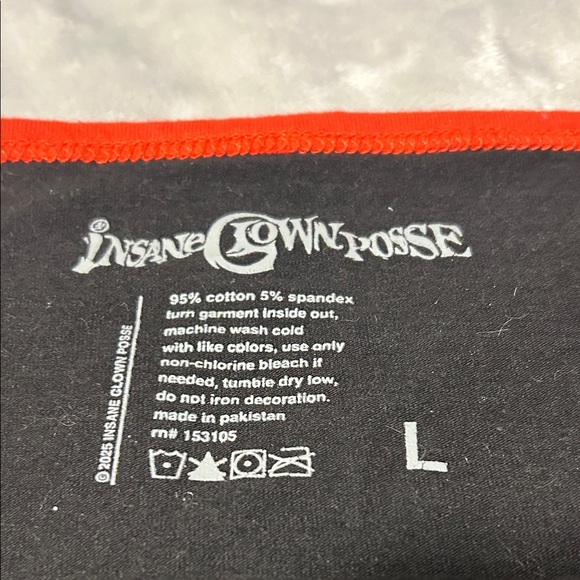 INSANE CLOWN POSSE
95% cotton 5% spandex
turn garment inside out,
machine wash cold
with like colors, use only
non-chlorine bleach if
needed, tumble dry low,
do not iron decoration.
made in pakistan
rn# 153105
L
© 2025 INSANE CLOWN POSSE